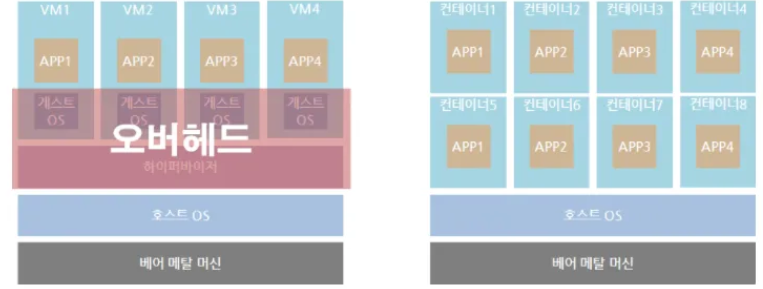 VM1 VM2 VM3 VM4
APP1 APP2 APP3 APP4
게스트 게스트 게스트 게스트
OS OS OS OS
오버헤드
하이퍼바이저
호스트 OS
베어 메탈 머신
컨테이너1 컨테이너2 컨테이너3 컨테이너4
APP1 APP2 APP3 APP4
컨테이너5 컨테이너6 컨테이너7 컨테이너8
APP1 APP2 APP3 APP4
호스트 OS
베어 메탈 머신